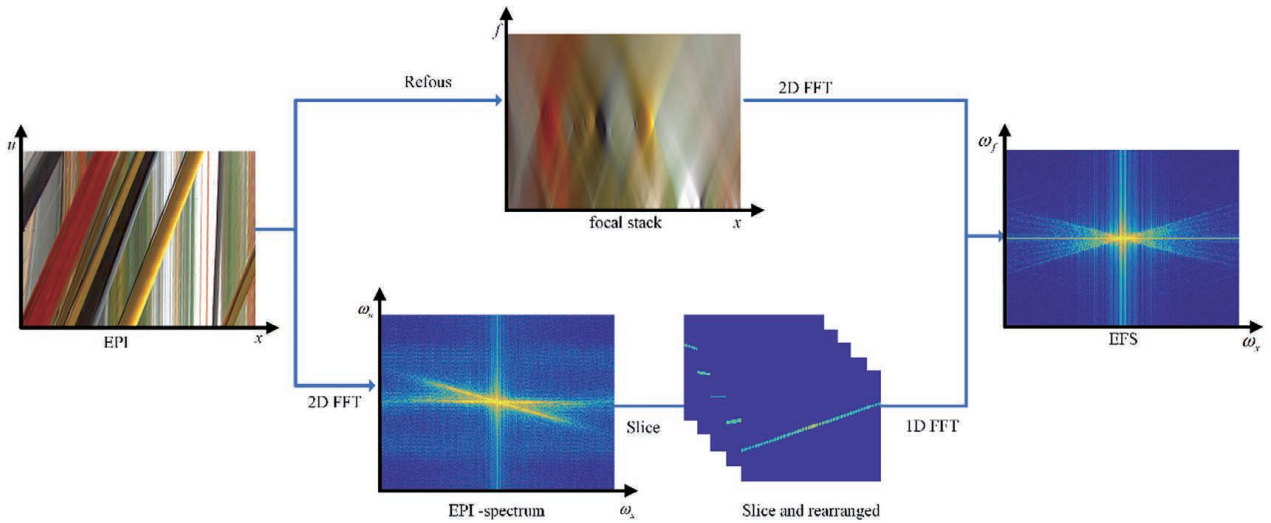 f
Refous
2D FFT
focal stack
x
u
EPI
x
ω_f
EFS
ω_x
ω_u
2D FFT
EPI -spectrum
ω_x
Slice
Slice and rearranged
1D FFT